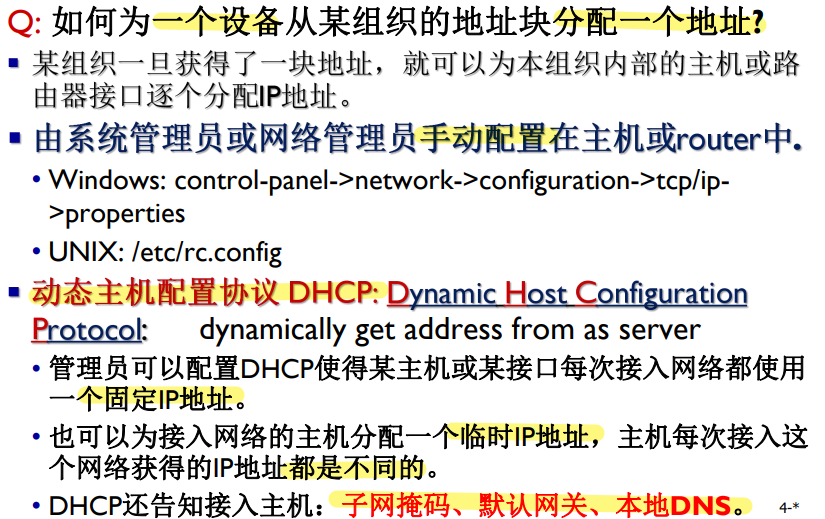 Q: 如何为一个设备从某组织的地址块分配一个地址?
▪ 某组织一旦获得了一块地址，就可以为本组织内部的主机或路
由器接口逐个分配IP地址。
▪ 由系统管理员或网络管理员手动配置在主机或router中.
• Windows: control-panel->network->configuration->tcp/ip-
>properties
• UNIX: /etc/rc.config
▪ 动态主机配置协议 DHCP: Dynamic Host Configuration
Protocol: dynamically get address from as server
• 管理员可以配置DHCP使得某主机或某接口每次接入网络都使用
一个固定IP地址。
• 也可以为接入网络的主机分配一个临时IP地址，主机每次接入这
个网络获得的IP地址都是不同的。
• DHCP还告知接入主机：子网掩码、默认网关、本地DNS。 4-*